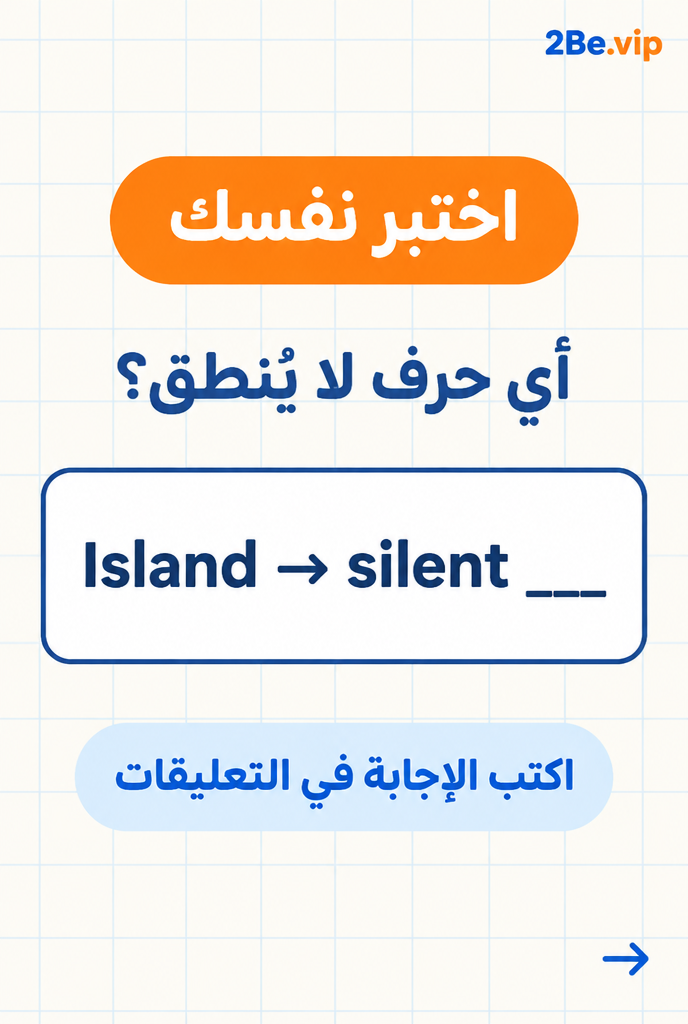 2Be.vip
اختبر نفسك
أي حرف لا يُنطق؟
Island → silent ___
اكتب الإجابة في التعليقات
→